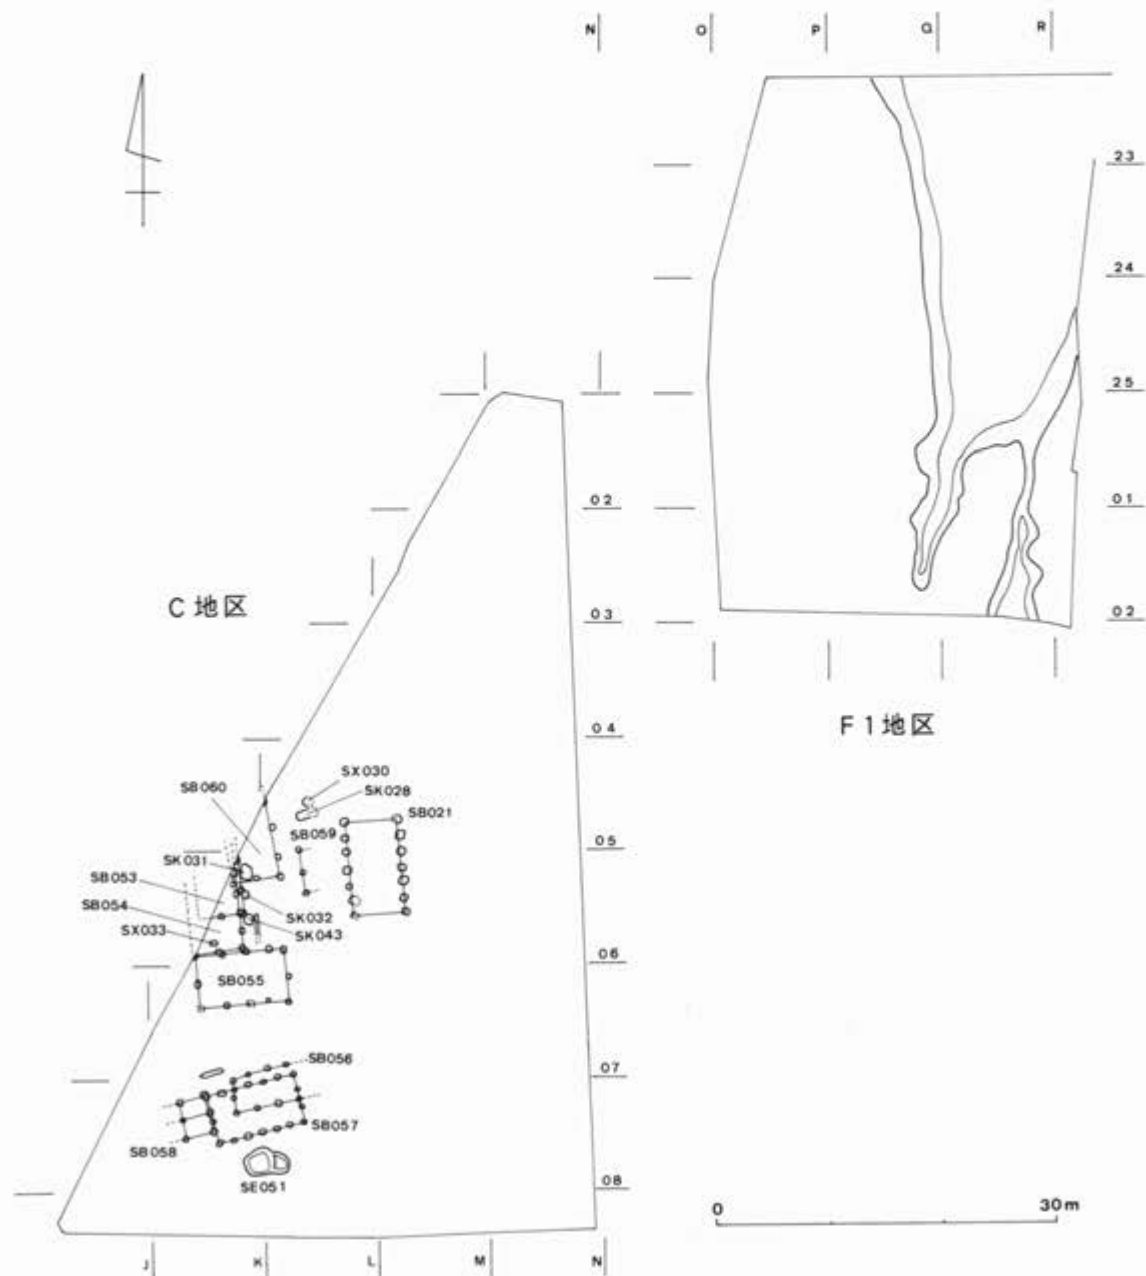 N O P Q R
23
24
25
01
02
F1地区
C地区
02
03
04
05
06
07
08
SX030
SK028
SB060
SB021
SB059
SK031
SB053
SB054
SK032
SX033
SK043
SB055
SB056
SB057
SB058
SE051
0 30m
J K L M N